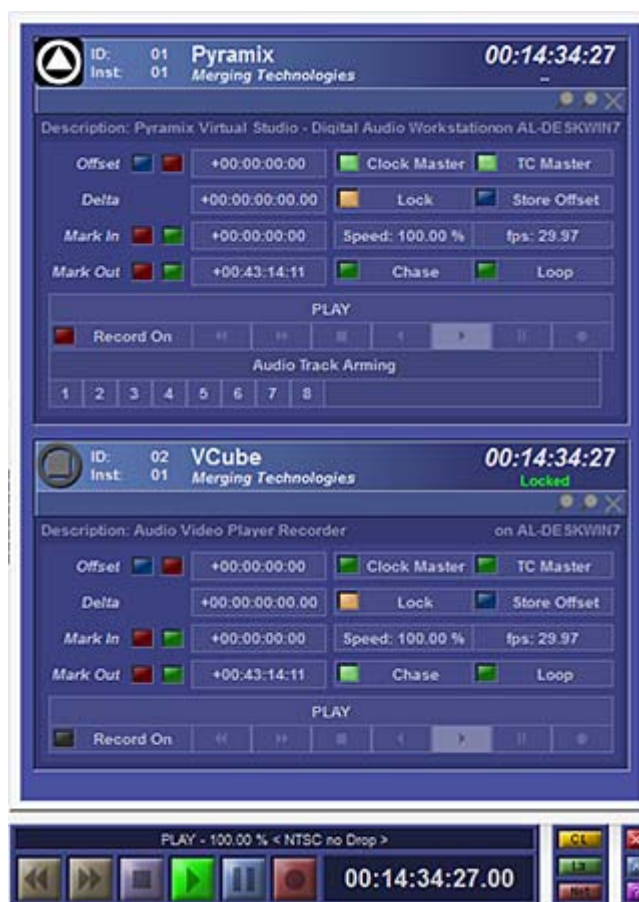 ID: 01 Pyramix 00:14:34:27
Inst: 01 Merging Technologies --
Description: Pyramix Virtual Studio - Digital Audio Workstationon AL-DESKWIN7
Offset +00:00:00:00 Clock Master TC Master
Delta +00:00:00:00.00 Lock Store Offset
Mark In +00:00:00:00 Speed: 100.00 % fps: 29.97
Mark Out +00:43:14:11 Chase Loop
PLAY
Record On
Audio Track Arming
1 2 3 4 5 6 7 8
ID: 02 VCube 00:14:34:27
Inst: 01 Merging Technologies Locked
Description: Audio Video Player Recorder on AL-DESKWIN7
Offset +00:00:00:00 Clock Master TC Master
Delta +00:00:00:00.00 Lock Store Offset
Mark In +00:00:00:00 Speed: 100.00 % fps: 29.97
Mark Out +00:43:14:11 Chase Loop
PLAY
Record On
PLAY - 100.00 % < NTSC no Drop >
CL
00:14:34:27.00
La
Net